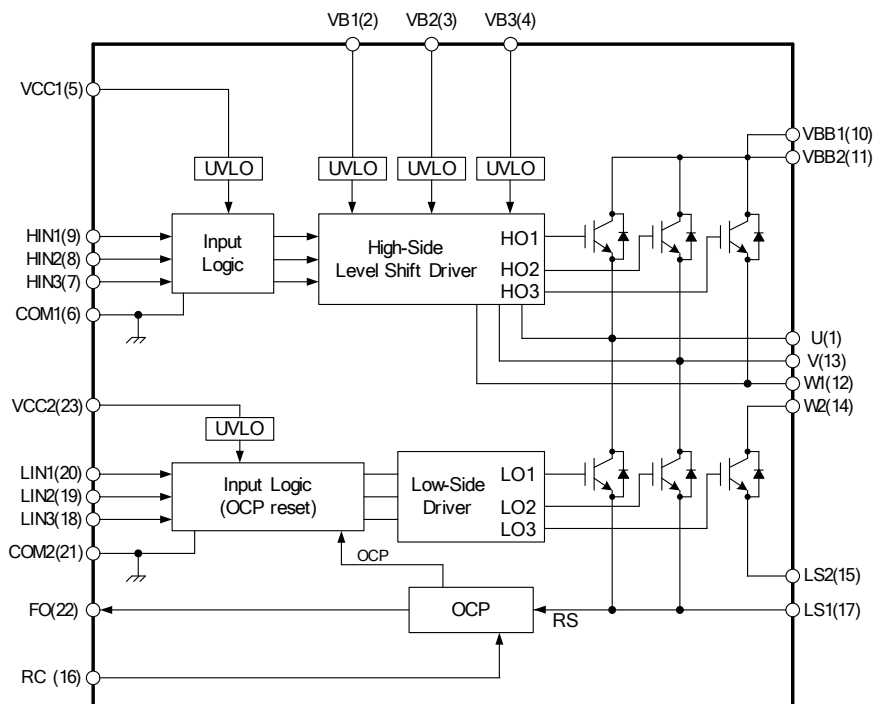 VB1(2) VB2(3) VB3(4)
VCC1(5)
VBB1(10)
VBB2(11)
UVLO UVLO UVLO UVLO
HIN1(9)
HIN2(8)
HIN3(7)
COM1(6)
Input
Logic
High-Side
Level Shift Driver
HO1
HO2
HO3
U(1)
V(13)
W1(12)
W2(14)
VCC2(23)
UVLO
LIN1(20)
LIN2(19)
LIN3(18)
COM2(21)
Input Logic
(OCP reset)
Low-Side
Driver
LO1
LO2
LO3
OCP
LS2(15)
FO(22)
OCP
RS
LS1(17)
RC (16)